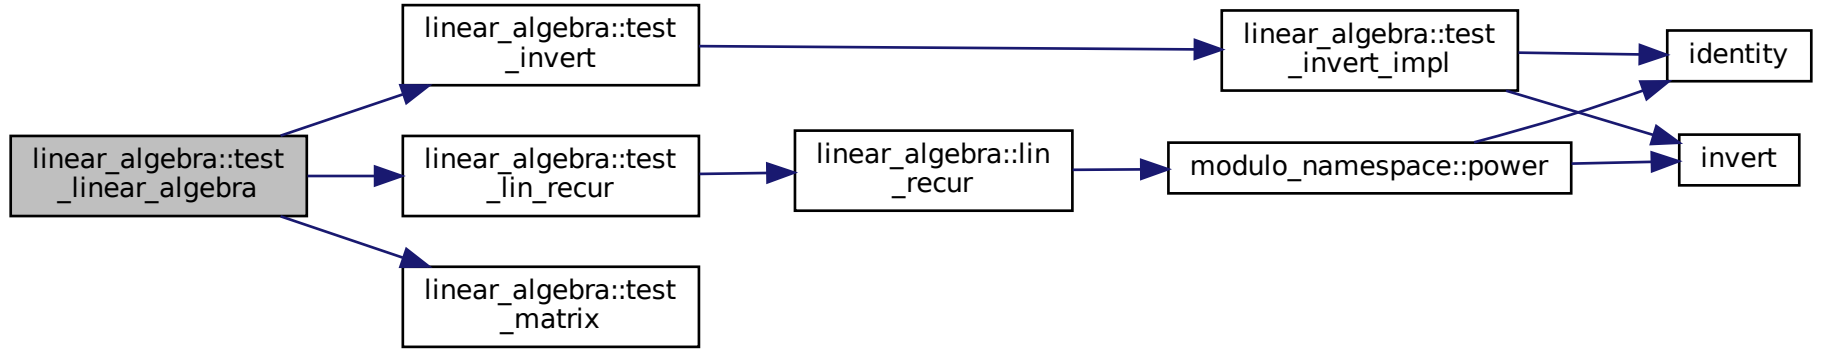 linear_algebra::test
_linear_algebra
linear_algebra::test
_invert
linear_algebra::test
_lin_recur
linear_algebra::test
_matrix
linear_algebra::lin
_recur
linear_algebra::test
_invert_impl
modulo_namespace::power
identity
invert